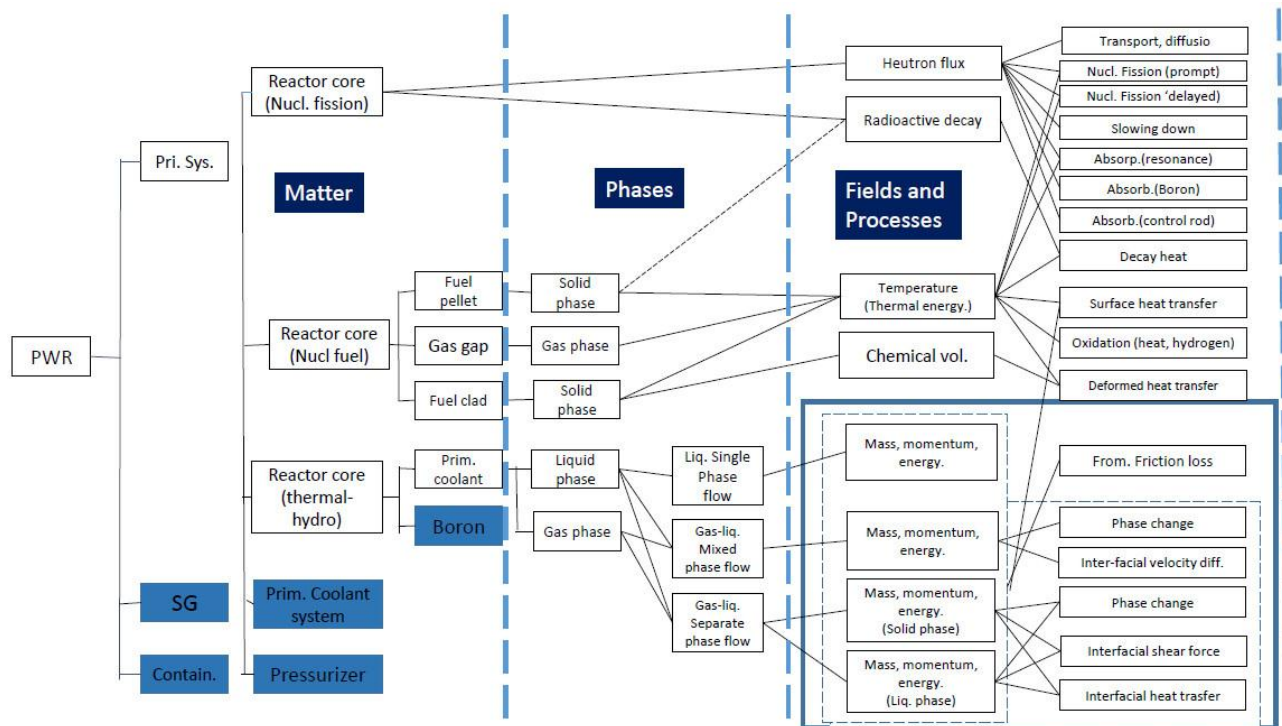 PWR
Pri. Sys.
SG
Contain.
Reactor core
(Nucl. fission)
Matter
Reactor core
(Nucl fuel)
Reactor core
(thermal-
hydro)
Prim. Coolant
system
Pressurizer
Fuel
pellet
Gas gap
Fuel clad
Prim.
coolant
Boron
Phases
Solid
phase
Gas phase
Solid
phase
Liquid
phase
Gas phase
Liq. Single
Phase
flow
Gas-liq.
Mixed
phase flow
Gas-liq.
Separate
phase flow
Heutron flux
Radioactive decay
Fields and
Processes
Temperature
(Thermal energy.)
Chemical vol.
Mass, momentum,
energy.
Mass, momentum,
energy.
Mass, momentum,
energy.
(Solid phase)
Mass, momentum,
energy.
(Liq. phase)
Transport, diffusio
Nucl. Fission (prompt)
Nucl. Fission ‘delayed)
Slowing down
Absorp.(resonance)
Absorb.(Boron)
Absorb.(control rod)
Decay heat
Surface heat transfer
Oxidation (heat, hydrogen)
Deformed heat transfer
From. Friction loss
Phase change
Inter-facial velocity diff.
Phase change
Interfacial shear force
Interfacial heat trasfer